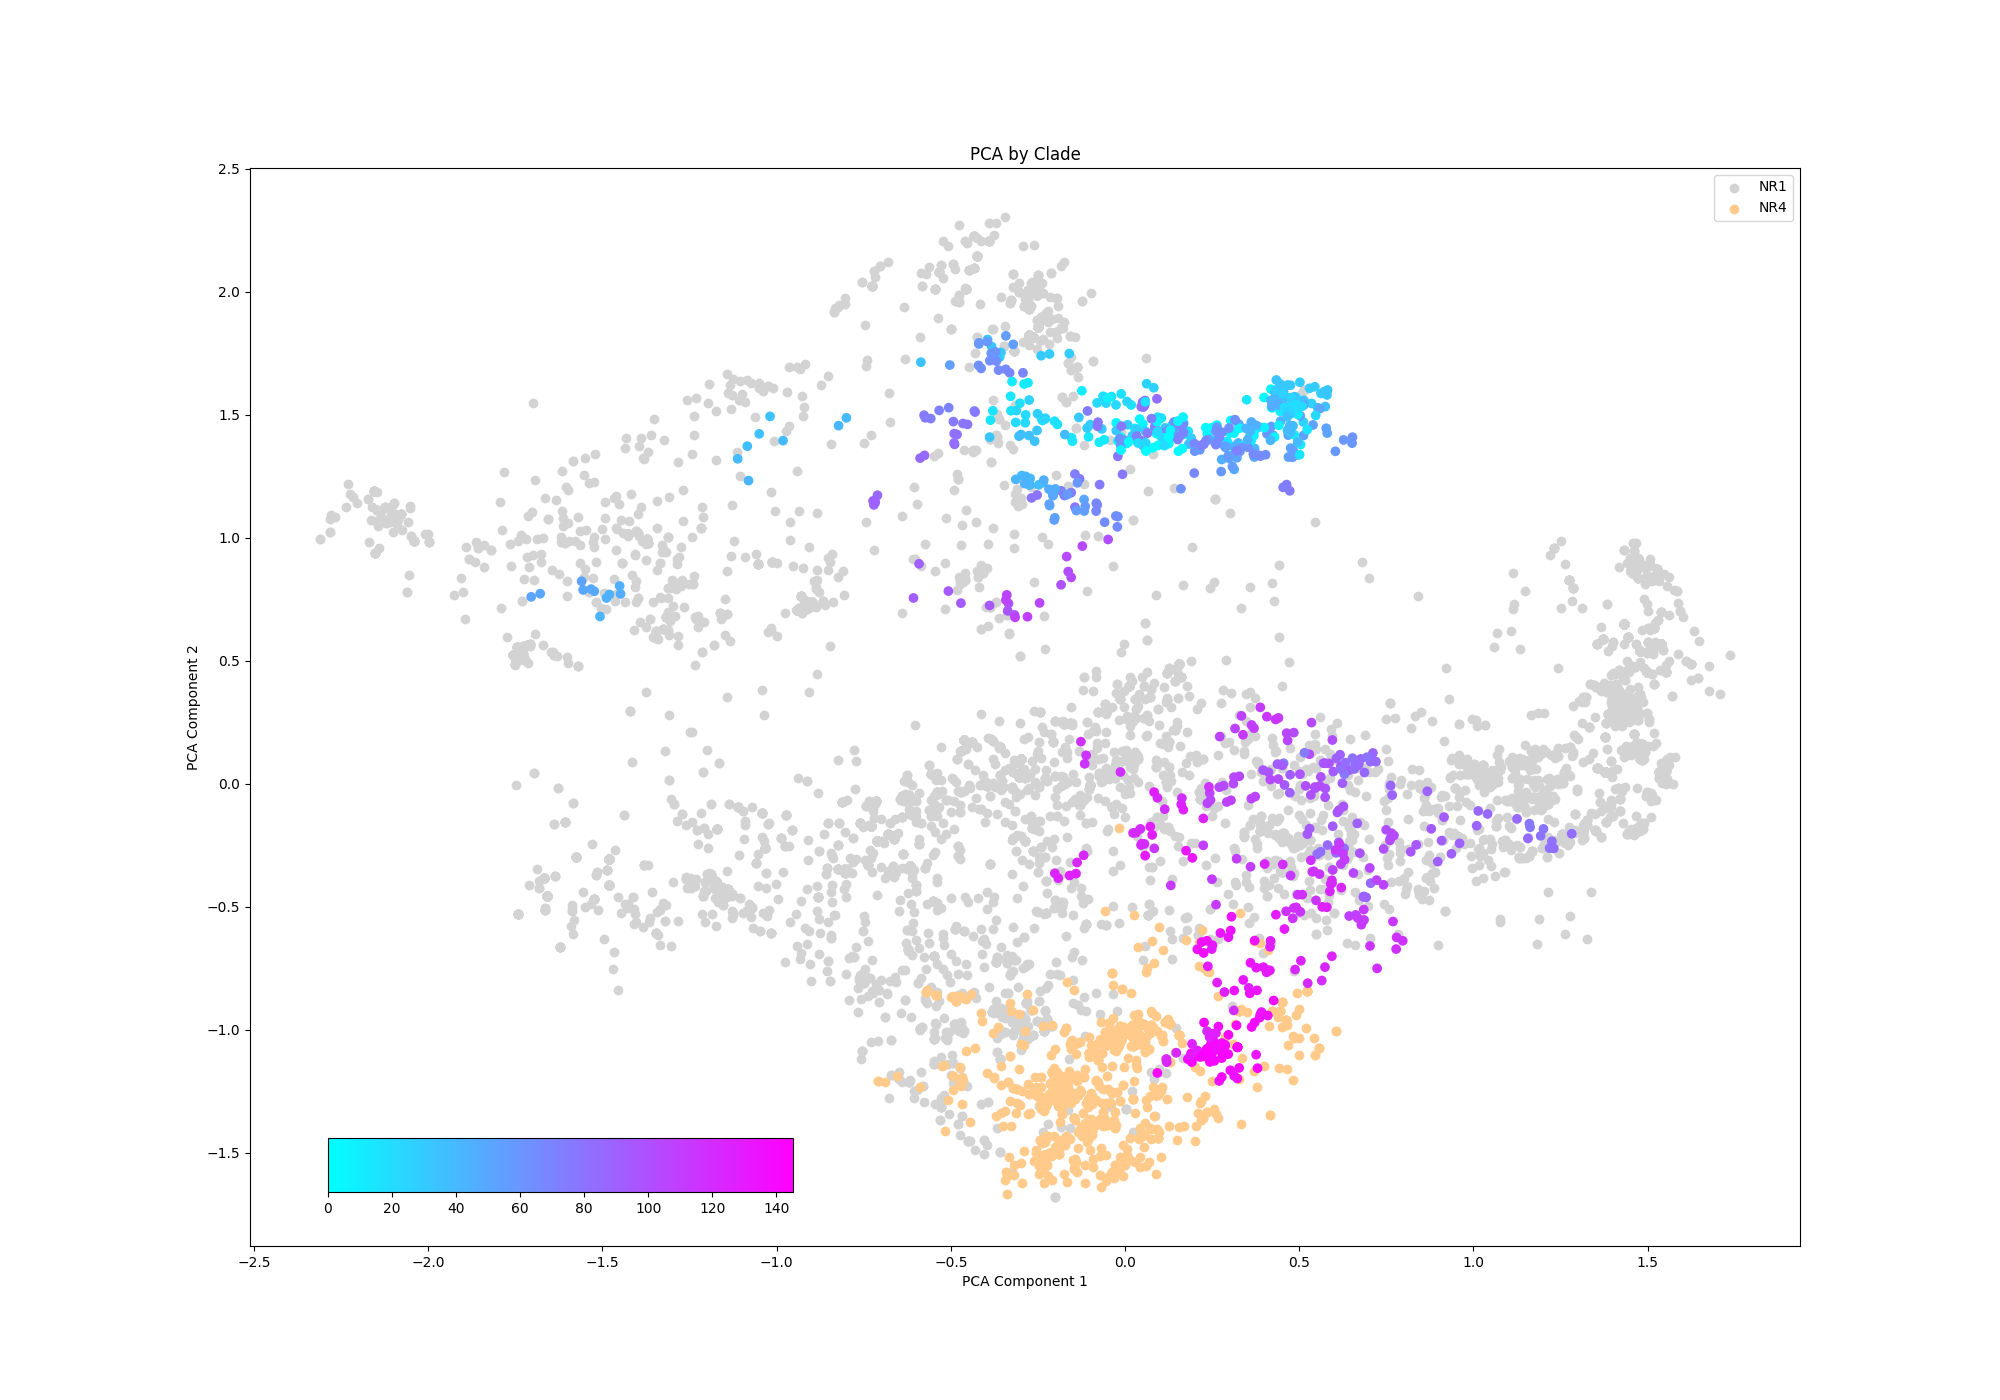 PCA by Clade
NR1
NR4
2.5
2.0
1.5
1.0
0.5
0.0
−0.5
−1.0
−1.5
PCA Component 2
0 20 40 60 80 100 120 140
−2.5 −2.0 −1.5 −1.0 −0.5 0.0 0.5 1.0 1.5
PCA Component 1